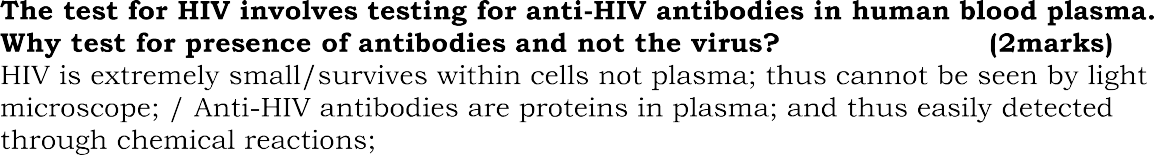 The test for HIV involves testing for anti-HIV antibodies in human blood plasma.
Why test for presence of antibodies and not the virus? (2marks)
HIV is extremely small/survives within cells not plasma; thus cannot be seen by light
microscope; / Anti-HIV antibodies are proteins in plasma; and thus easily detected
through chemical reactions;